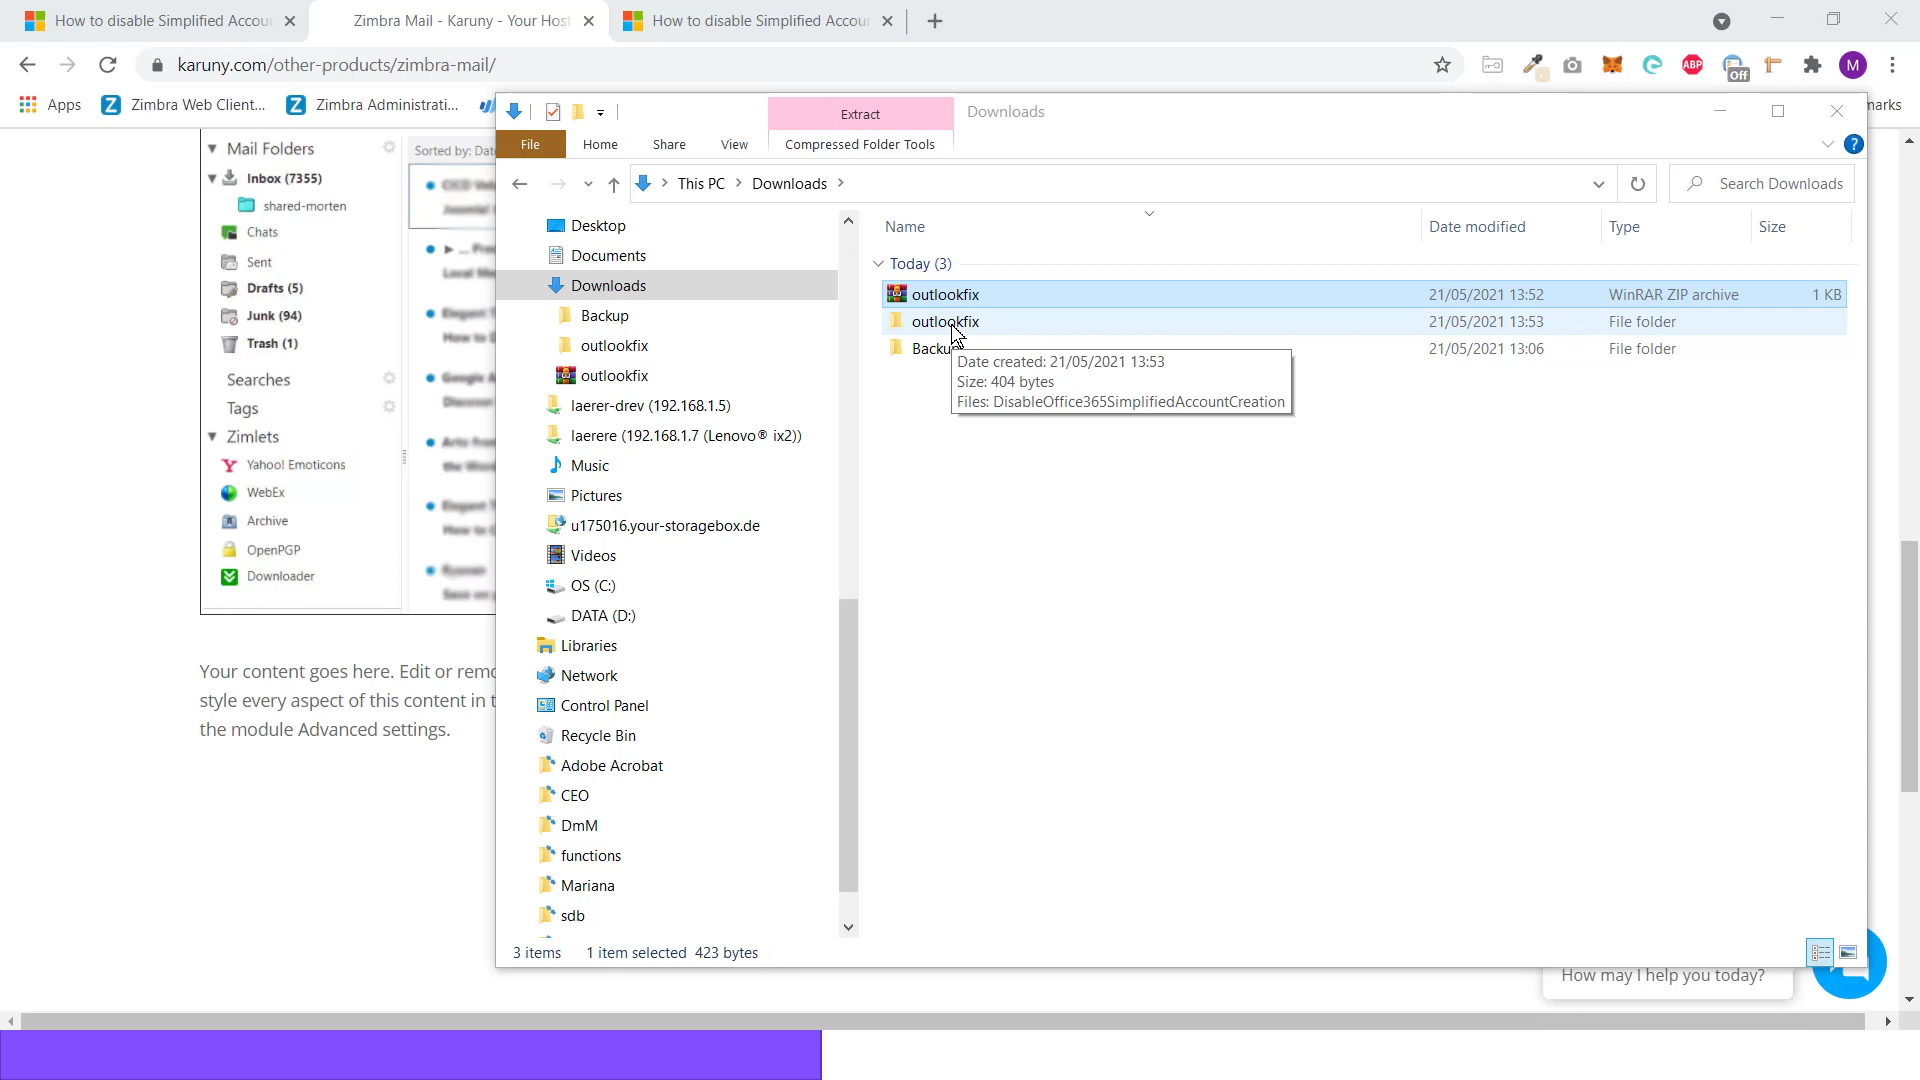 How to disable Simplified Accou
Zimbra Mail - Karuny - Your Host
How to disable Simplified Accou
karuny.com/other-products/zimbra-mail/
ABP
Off
M
Apps
Zimbra Web Client...
Zimbra Administrati...
marks
Extract
Downloads
File
Home
Share
View
Compressed Folder Tools
This PC
Downloads
Search Downloads
Mail Folders
Inbox (7355)
shared-morten
Chats
Sent
Drafts (5)
Junk (94)
Trash (1)
Searches
Tags
Zimlets
Yahoo! Emoticons
WebEx
Archive
OpenPGP
Downloader
Sorted by: Date
Desktop
Documents
Downloads
Backup
outlookfix
outlookfix
laerer-drev (192.168.1.5)
laerere (192.168.1.7 (Lenovo® ix2))
Music
Pictures
u175016.your-storagebox.de
Videos
OS (C:)
DATA (D:)
Libraries
Network
Control Panel
Recycle Bin
Adobe Acrobat
CEO
DmM
functions
Mariana
sdb
Name Date modified Type Size
Today (3)
outlookfix 21/05/2021 13:52 WinRAR ZIP archive 1 KB
outlookfix 21/05/2021 13:53 File folder
Backup 21/05/2021 13:06 File folder
Date created: 21/05/2021 13:53
Size: 404 bytes
Files: DisableOffice365SimplifiedAccountCreation
3 items 1 item selected 423 bytes
Your content goes here. Edit or remo
style every aspect of this content in t
the module Advanced settings.
How may I help you today?